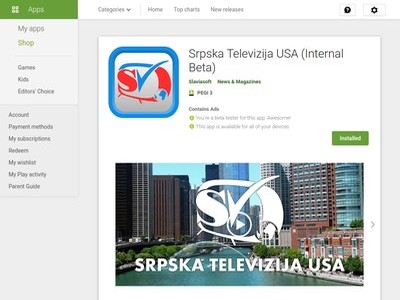 Apps
Categories
Home
Top charts
New releases
My apps
Shop
Games
Kids
Editors' Choice
Account
Payment methods
My subscriptions
Redeem
My wishlist
My Play activity
Parent Guide
Srpska Televizija USA (Internal
Beta)
Slaviasoft News & Magazines
PEGI 3
Contains Ads
You're a beta tester for this app. Awesome!
This app is available for all of your devices
Installed
SRPSKA TELEVIZIJA USA